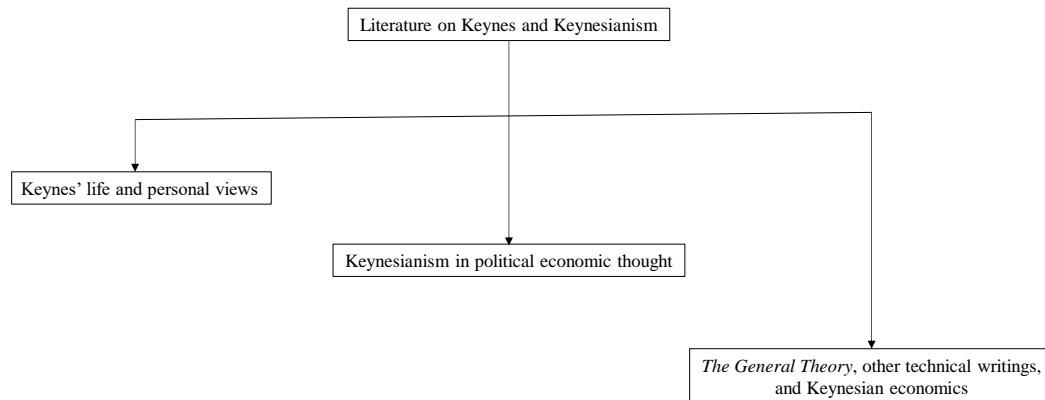 Literature on Keynes and Keynesianism
Keynes’ life and personal views
Keynesianism in political economic thought
The General Theory, other technical writings,
and Keynesian economics